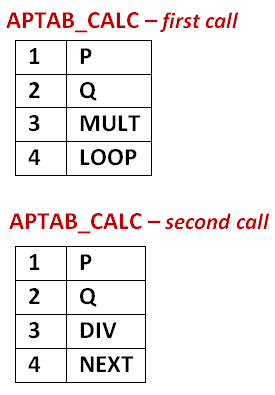 APTAB_CALC – first call
1 P
2 Q
3 MULT
4 LOOP
APTAB_CALC – second call
1 P
2 Q
3 DIV
4 NEXT